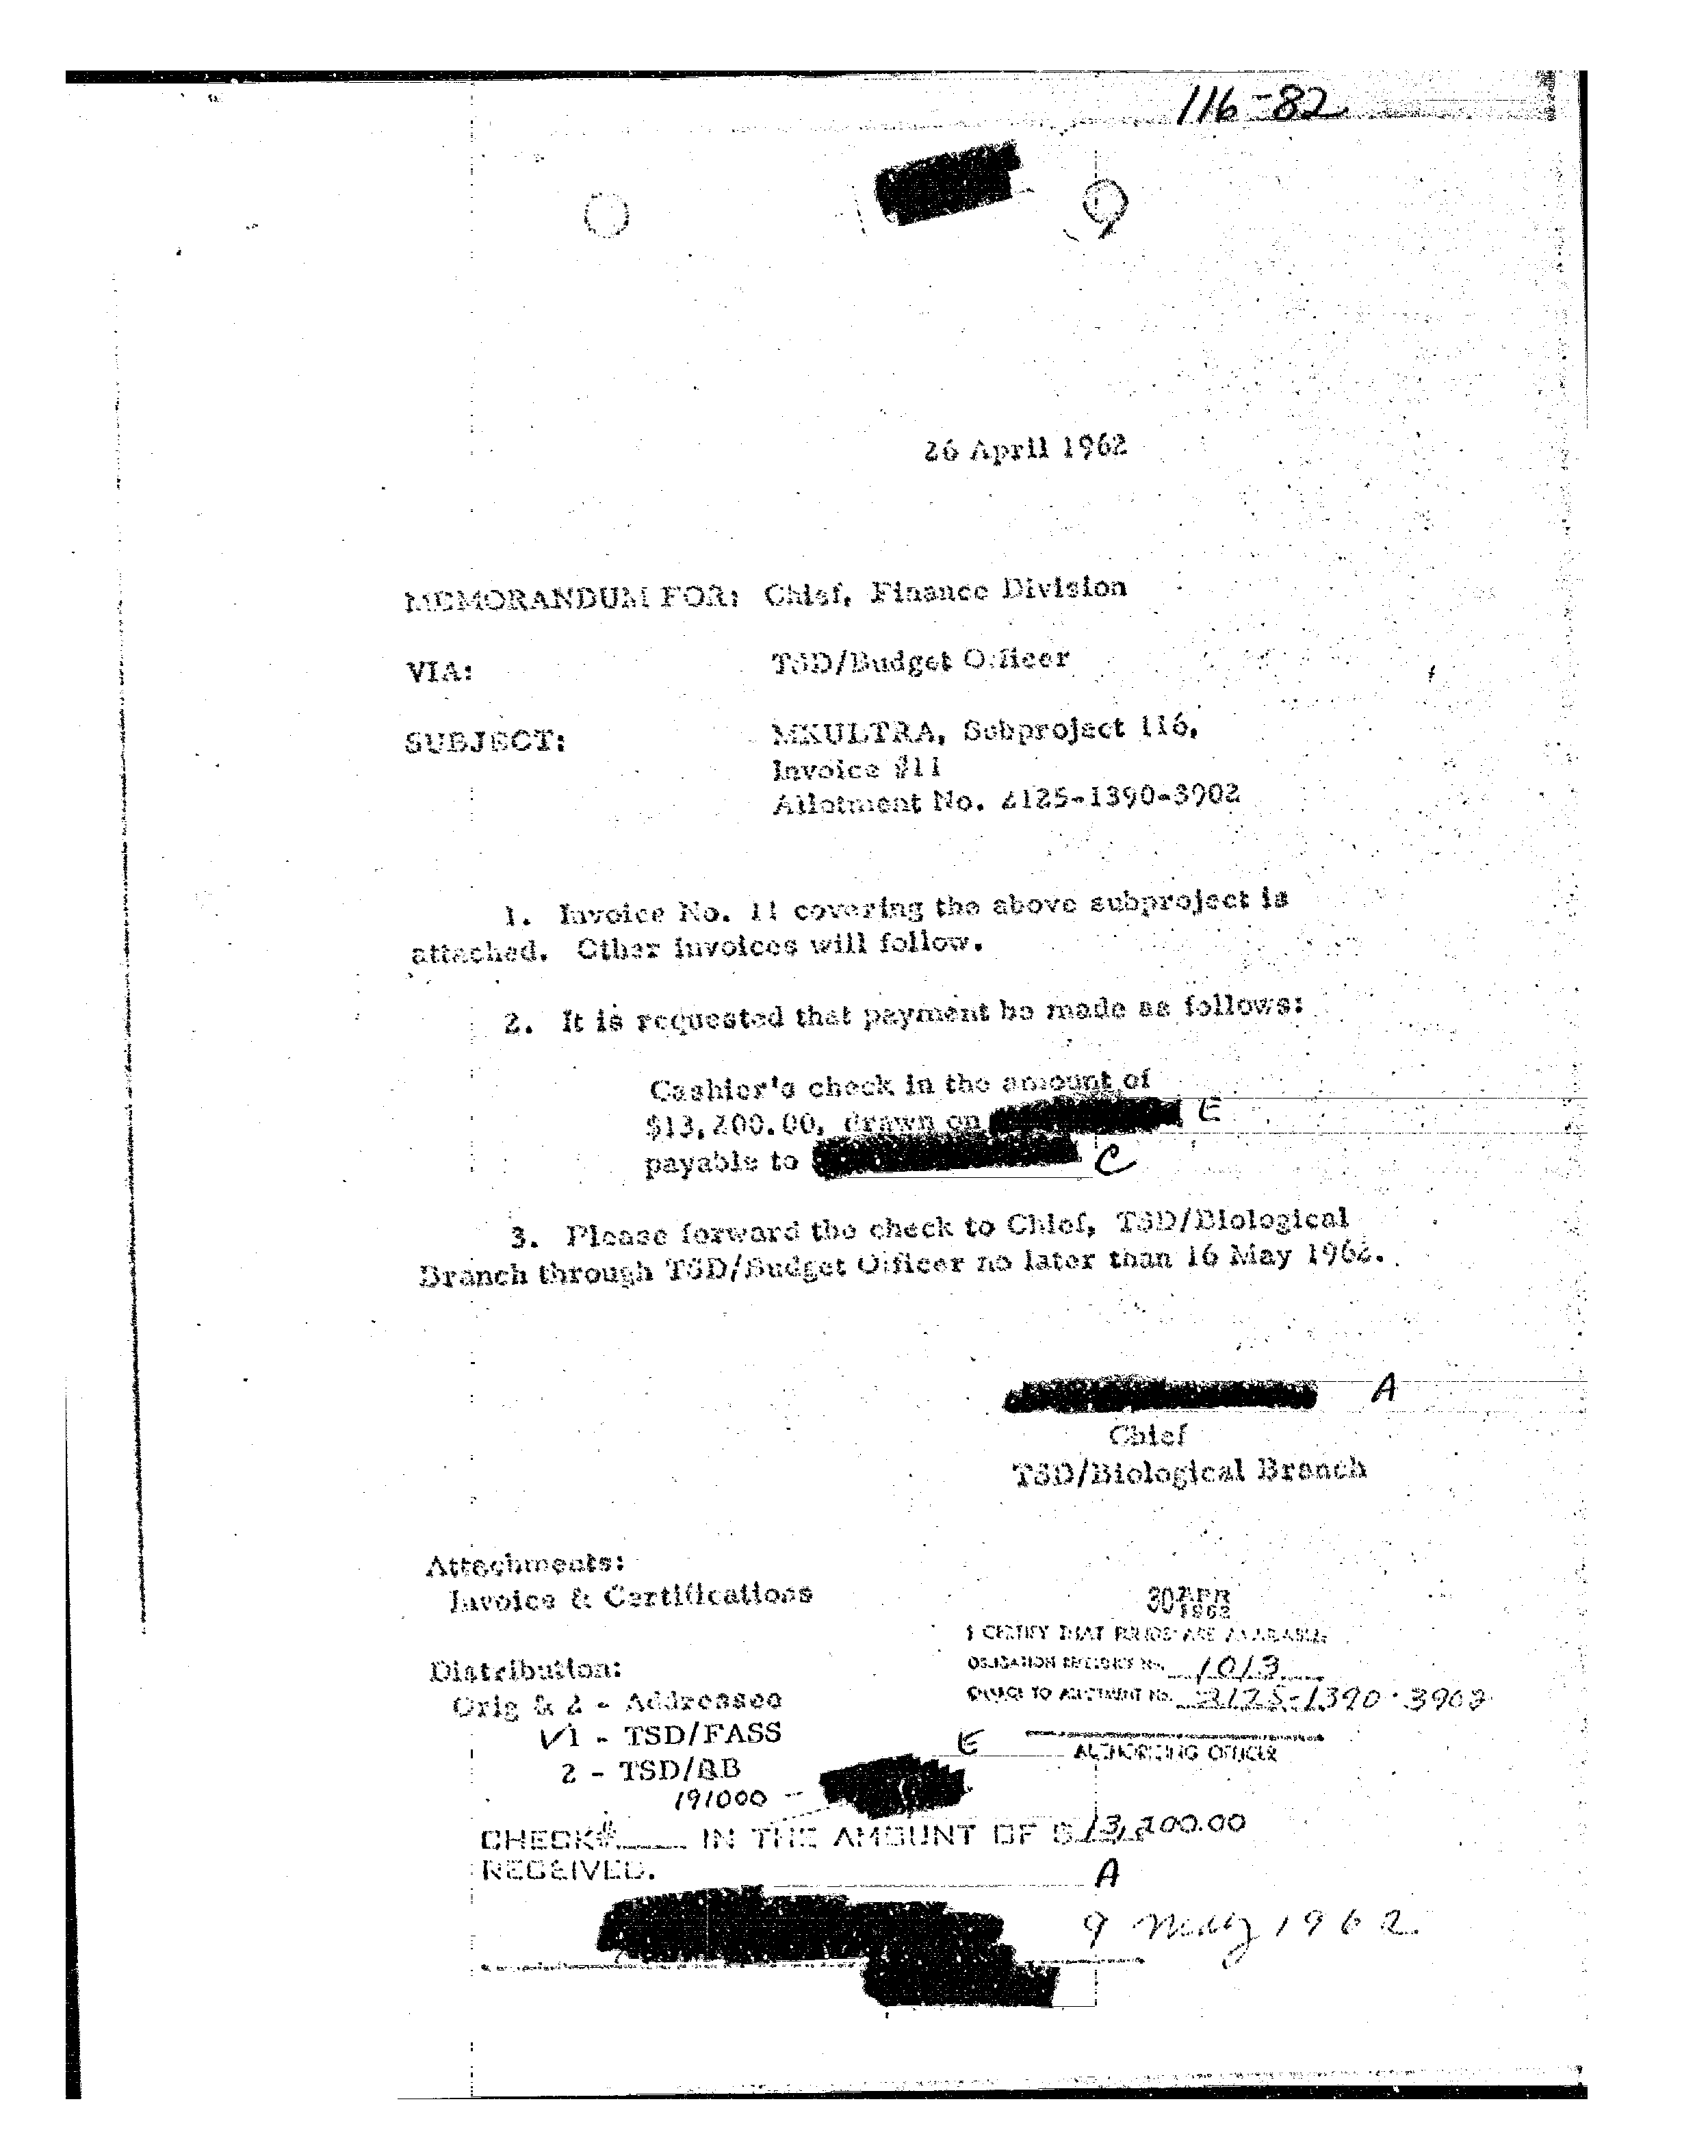 116-82
26 April 1962
MEMORANDUM FOR: Chief, Finance Division
VIA: TSD/Budget Officer
SUBJECT: MKULTRA, Subproject 116,
Invoice #11
Allotment No. 2125-1390-3902
1. Invoice No. 11 covering the above subproject is
attached. Other invoices will follow.
2. It is requested that payment be made as follows:
Cashier's check in the amount of
$13,200.00, drawn on E
payable to C
3. Please forward the check to Chief, TSD/Biological
Branch through TSD/Budget Officer no later than 16 May 1962.
A
Chief
TSD/Biological Branch
Attachments:
Invoice & Certifications
30 APR 1962
I CERTIFY THAT FUNDS ARE AVAILABLE
OBLIGATION REFERENCE NO. 1013
CHARGE TO ALLOTMENT NO. 2125-1390-3902
AUTHORIZING OFFICER
Distribution:
Orig & 2 - Addressee
✓1 - TSD/FASS
2 - TSD/BB
E
191000 -
CHECK # IN THE AMOUNT OF $ 13,200.00
RECEIVED.
A
9 May 1962